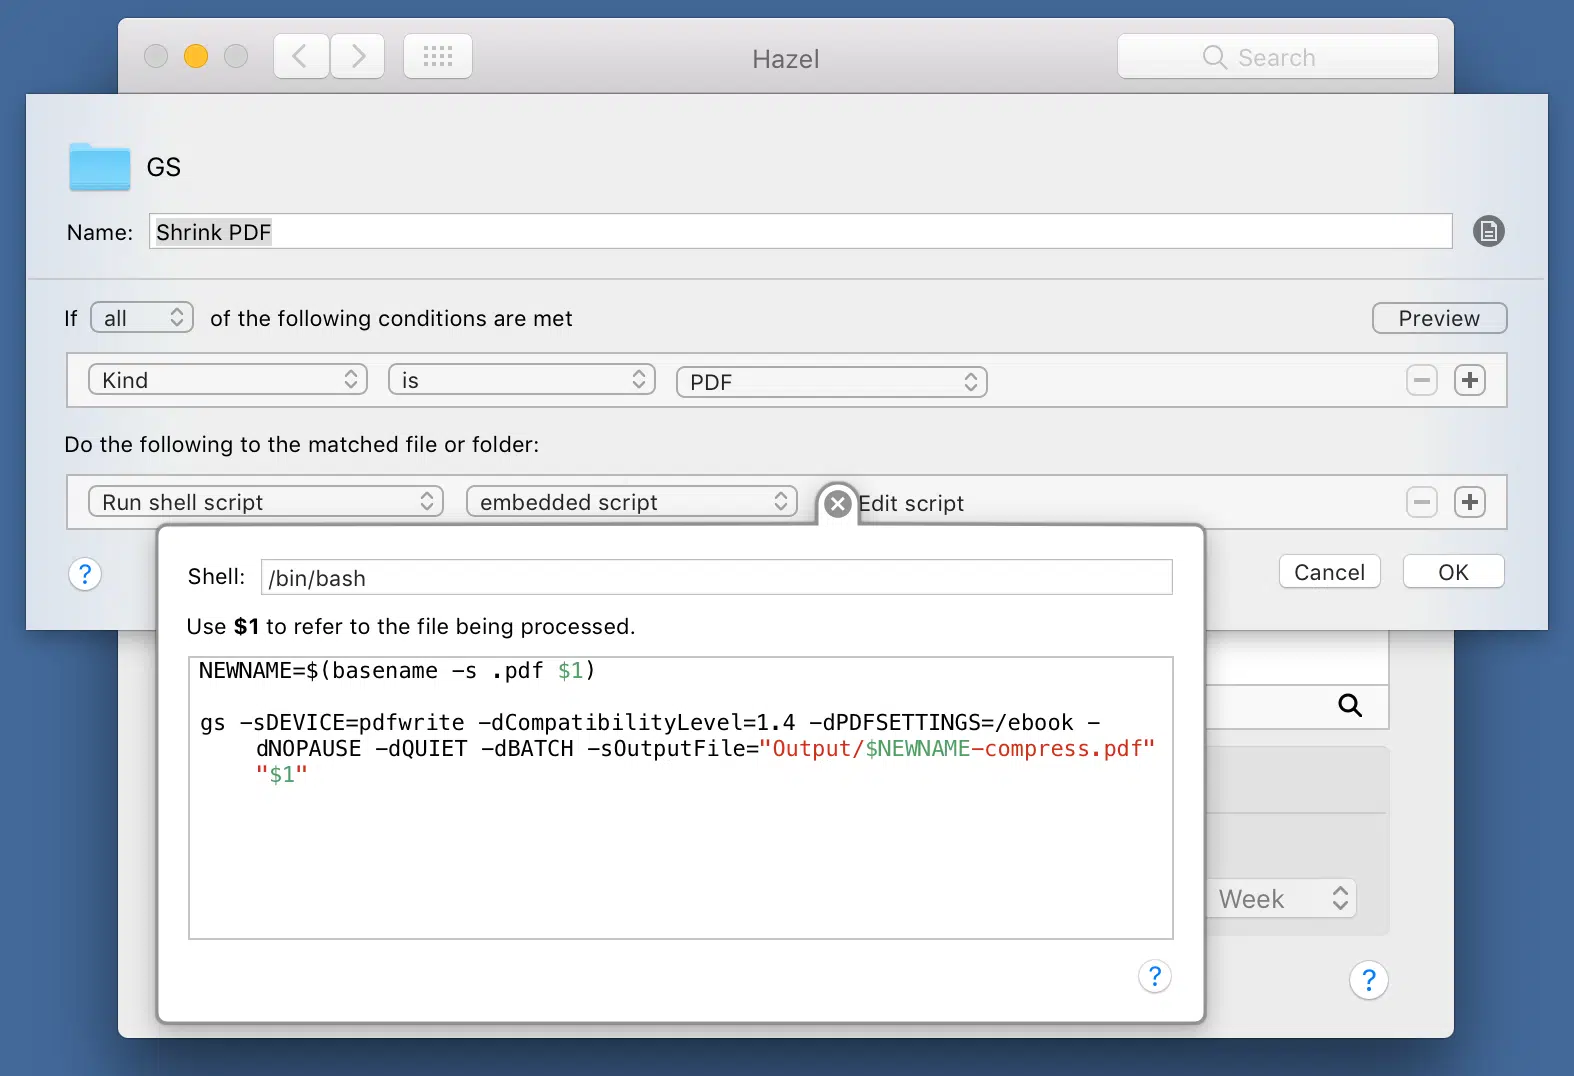 Hazel
Search
GS
Name: Shrink PDF
If all of the following conditions are met
Preview
Kind is PDF
Do the following to the matched file or folder:
Run shell script embedded script Edit script
? Cancel OK
Shell: /bin/bash
Use $1 to refer to the file being processed.
NEWNAME=$(basename -s .pdf $1)
gs -sDEVICE=pdfwrite -dCompatibilityLevel=1.4 -dPDFSETTINGS=/ebook -
dNOPAUSE -dQUIET -dBATCH -sOutputFile="Output/$NEWNAME-compress.pdf"
"$1"
Week
?
?